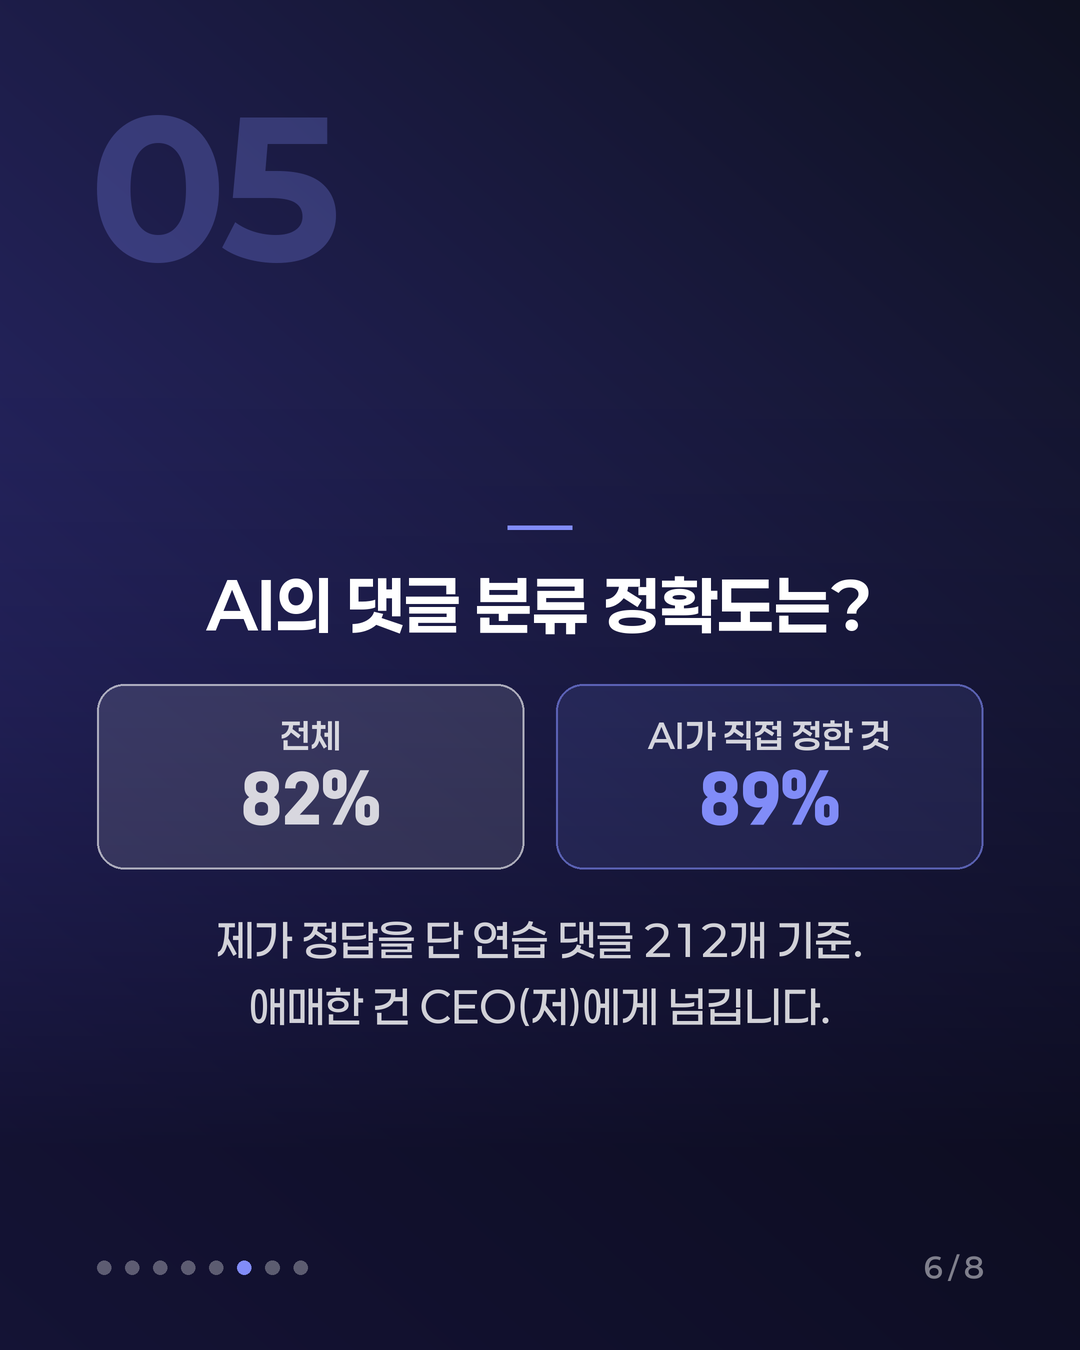 05
AI의 댓글 분류 정확도는?
전체
82%
AI가 직접 정한 것
89%
제가 정답을 단 연습 댓글 212개 기준.
애매한 건 CEO(저)에게 넘깁니다.
6/8